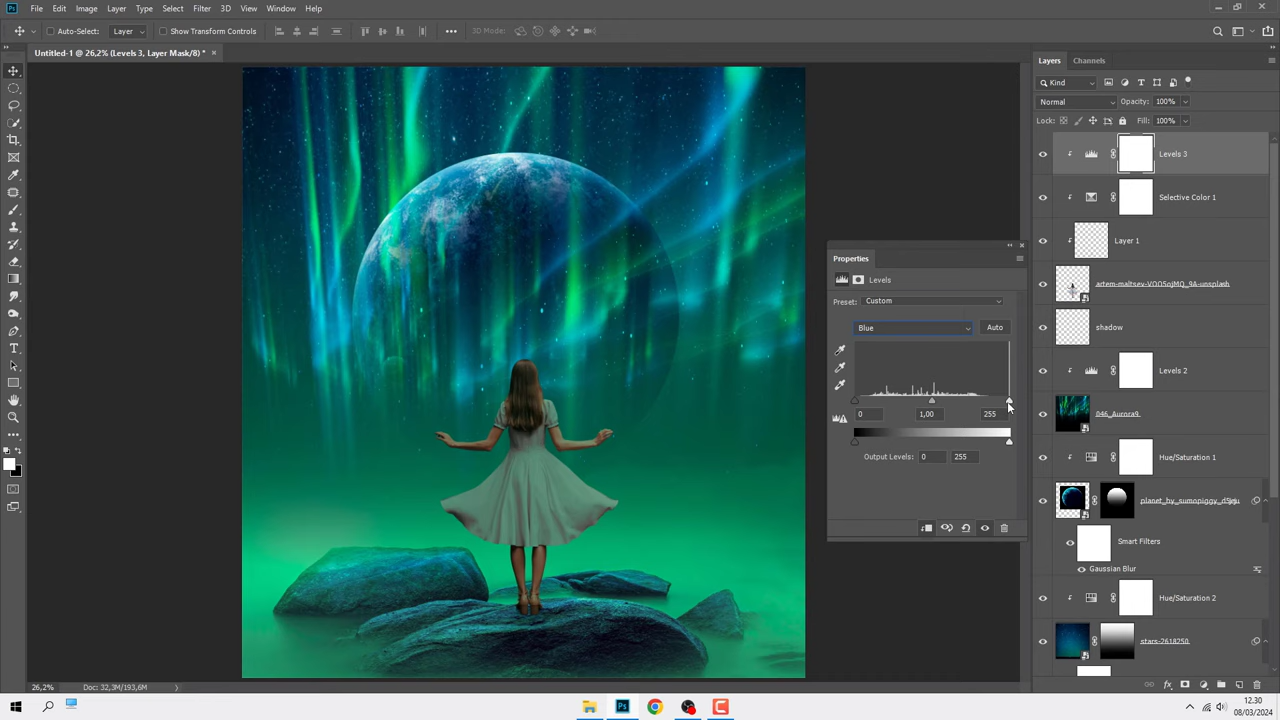 Ps File Edit Image Layer Type Select Filter 3D View Window Help
Auto-Select: Layer Show Transform Controls ••• 3D Mode:
Untitled-1 @ 26,2% (Levels 3, Layer Mask/8) * ×
Layers Channels
Kind
Normal Opacity: 100%
Lock: Fill: 100%
Levels 3
Selective Color 1
Layer 1
artem-maltsev-VOO5ojMQ_9A-unsplash
shadow
Levels 2
046_Aurora9.
Hue/Saturation 1
Smart Filters
Gaussian Blur
Hue/Saturation 2
stars-2618250
Properties
Levels
Preset: Custom
Blue Auto
0 1,00 255
Output Levels: 0 255
26,2% Doc: 32,3M/193,6M
12.30
08/03/2024